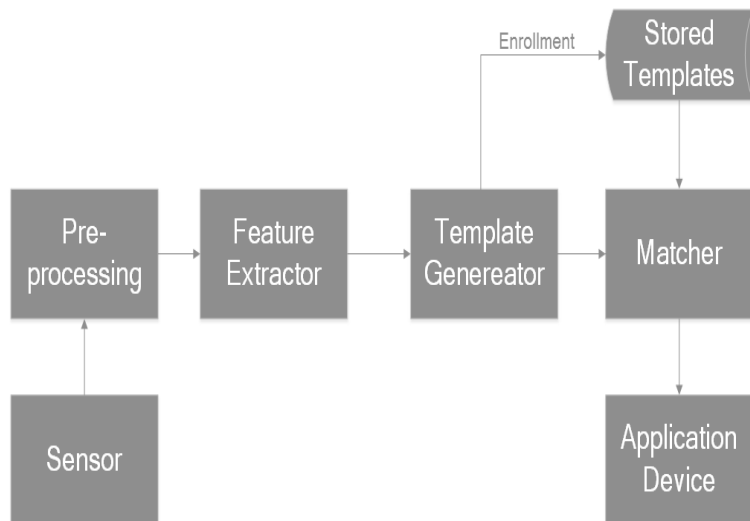 Enrollment
Stored
Templates
Pre-
processing
Feature
Extractor
Template
Genereator
Matcher
Sensor
Application
Device